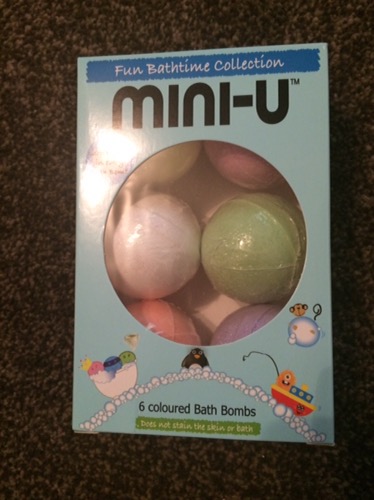 Fun Bathtime Collection
mini-U™
6 coloured Bath Bombs
Does not stain the skin or bath